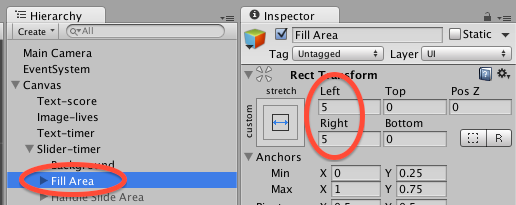 Hierarchy
Create
All
Main Camera
EventSystem
Canvas
Text-score
Image-lives
Text-timer
Slider-timer
Background
Fill Area
Handle Slide Area
Inspector
Fill Area
Static
Tag Untagged Layer UI
Rect Transform
stretch Left Top Pos Z
custom 5 0 0
Right Bottom
5 0 R
Anchors
Min X 0 Y 0.25
Max X 1 Y 0.75